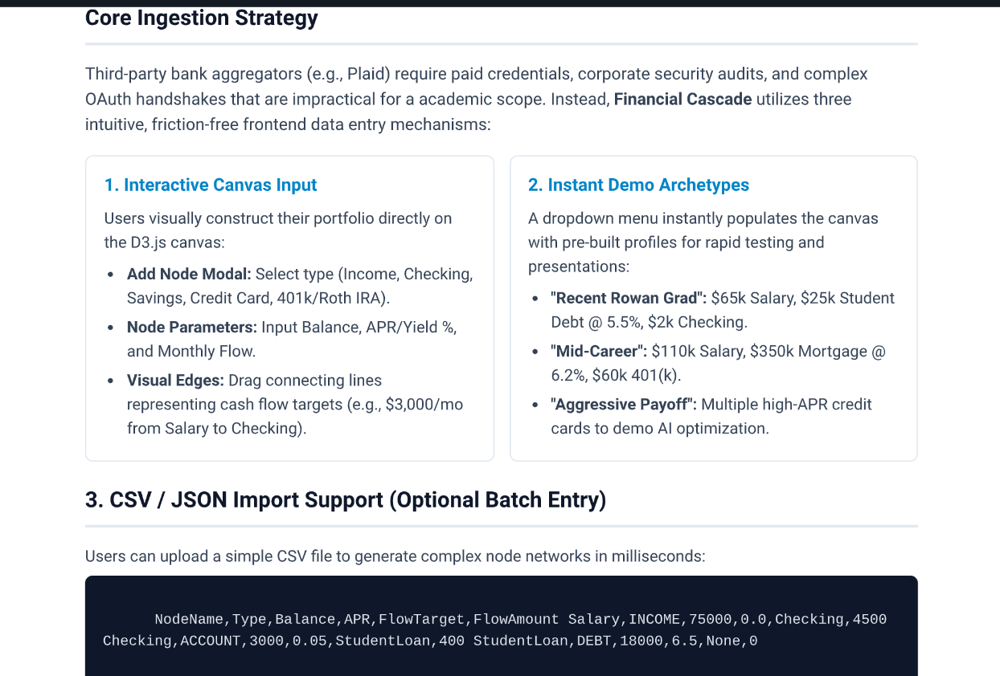 Core Ingestion Strategy
Third-party bank aggregators (e.g., Plaid) require paid credentials, corporate security audits, and complex
OAuth handshakes that are impractical for a academic scope. Instead, Financial Cascade utilizes three
intuitive, friction-free frontend data entry mechanisms:
1. Interactive Canvas Input
Users visually construct their portfolio directly on
the D3.js canvas:
• Add Node Modal: Select type (Income, Checking,
Savings, Credit Card, 401k/Roth IRA).
• Node Parameters: Input Balance, APR/Yield %,
and Monthly Flow.
• Visual Edges: Drag connecting lines
representing cash flow targets (e.g., $3,000/mo
from Salary to Checking).
2. Instant Demo Archetypes
A dropdown menu instantly populates the canvas
with pre-built profiles for rapid testing and
presentations:
• "Recent Rowan Grad": $65k Salary, $25k Student
Debt @ 5.5%, $2k Checking.
• "Mid-Career": $110k Salary, $350k Mortgage @
6.2%, $60k 401(k).
• "Aggressive Payoff": Multiple high-APR credit
cards to demo AI optimization.
3. CSV / JSON Import Support (Optional Batch Entry)
Users can upload a simple CSV file to generate complex node networks in milliseconds:
NodeName,Type,Balance,APR,FlowTarget,FlowAmount Salary,INCOME,75000,0.0,Checking,4500
Checking,ACCOUNT,3000,0.05,StudentLoan,400 StudentLoan,DEBT,18000,6.5,None,0